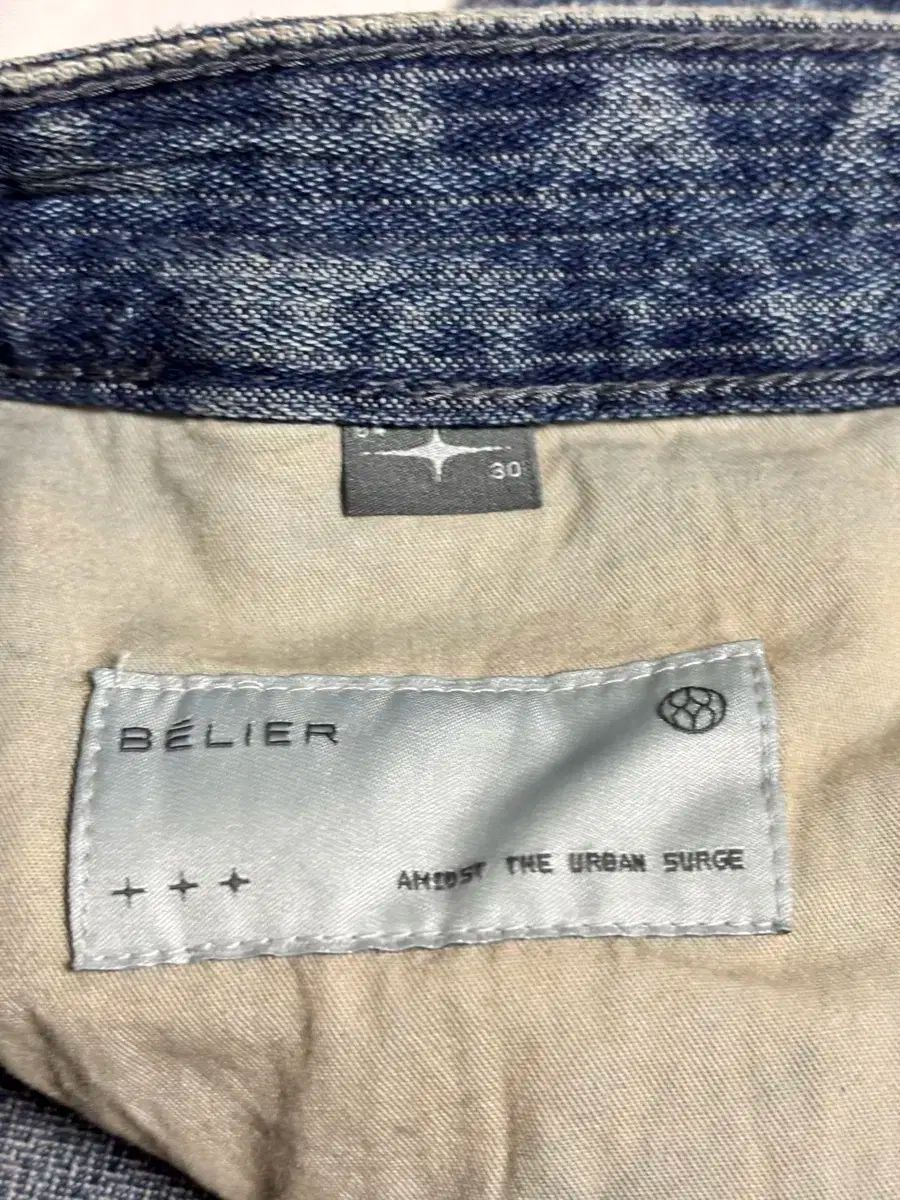 30
BÉLIER
AMIDST THE URBAN SURGE